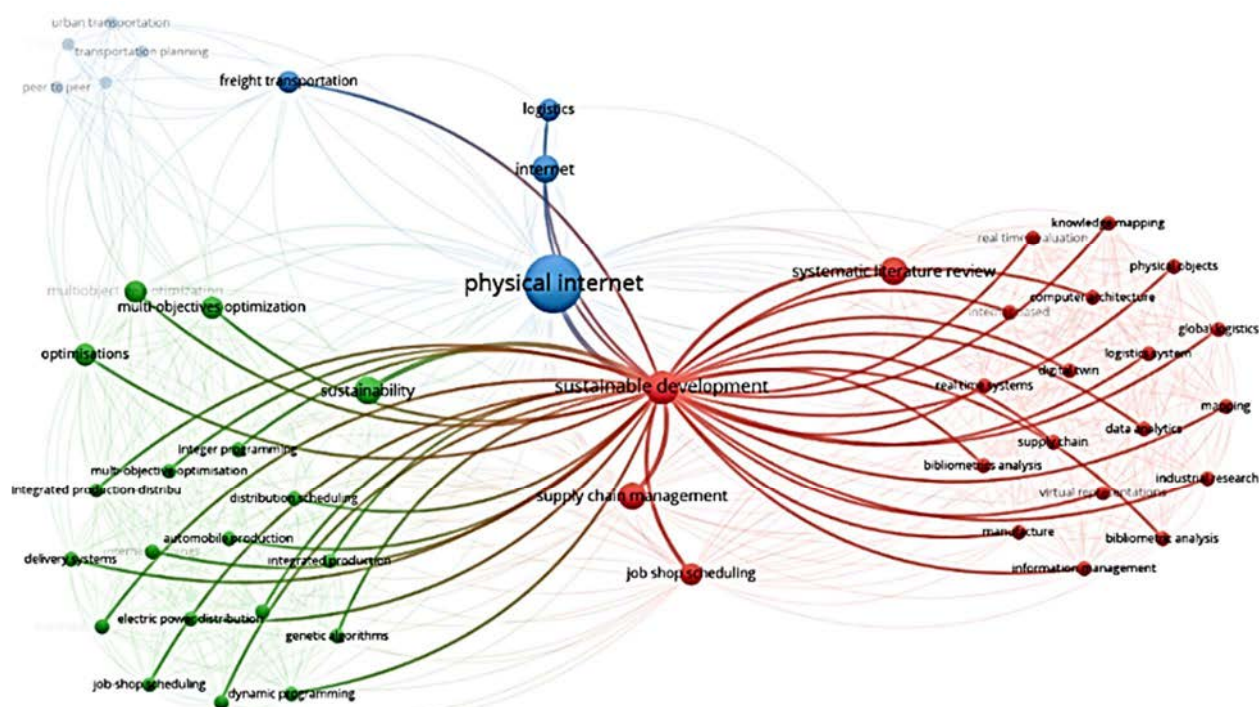 urban transportation
transportation planning
peer to peer
freight transportation
logistics
internet
knowledge mapping
systematic literature review
physical objects
physical internet
computer architecture
multi-objectives optimization
global logistics
optimisations
logistics system
digital twin
sustainable development
real time systems
sustainability
mapping
data analytics
supply chain
integer programming
bibliometrics analysis
multi-objective optimisation
industrial research
integrated production-distribu
virtual representations
distribution scheduling
supply chain management
manufacture
automobile production
bibliometric analysis
delivery systems
integrated production
information management
job shop scheduling
electric power distribution
genetic algorithms
job-shop scheduling
dynamic programming